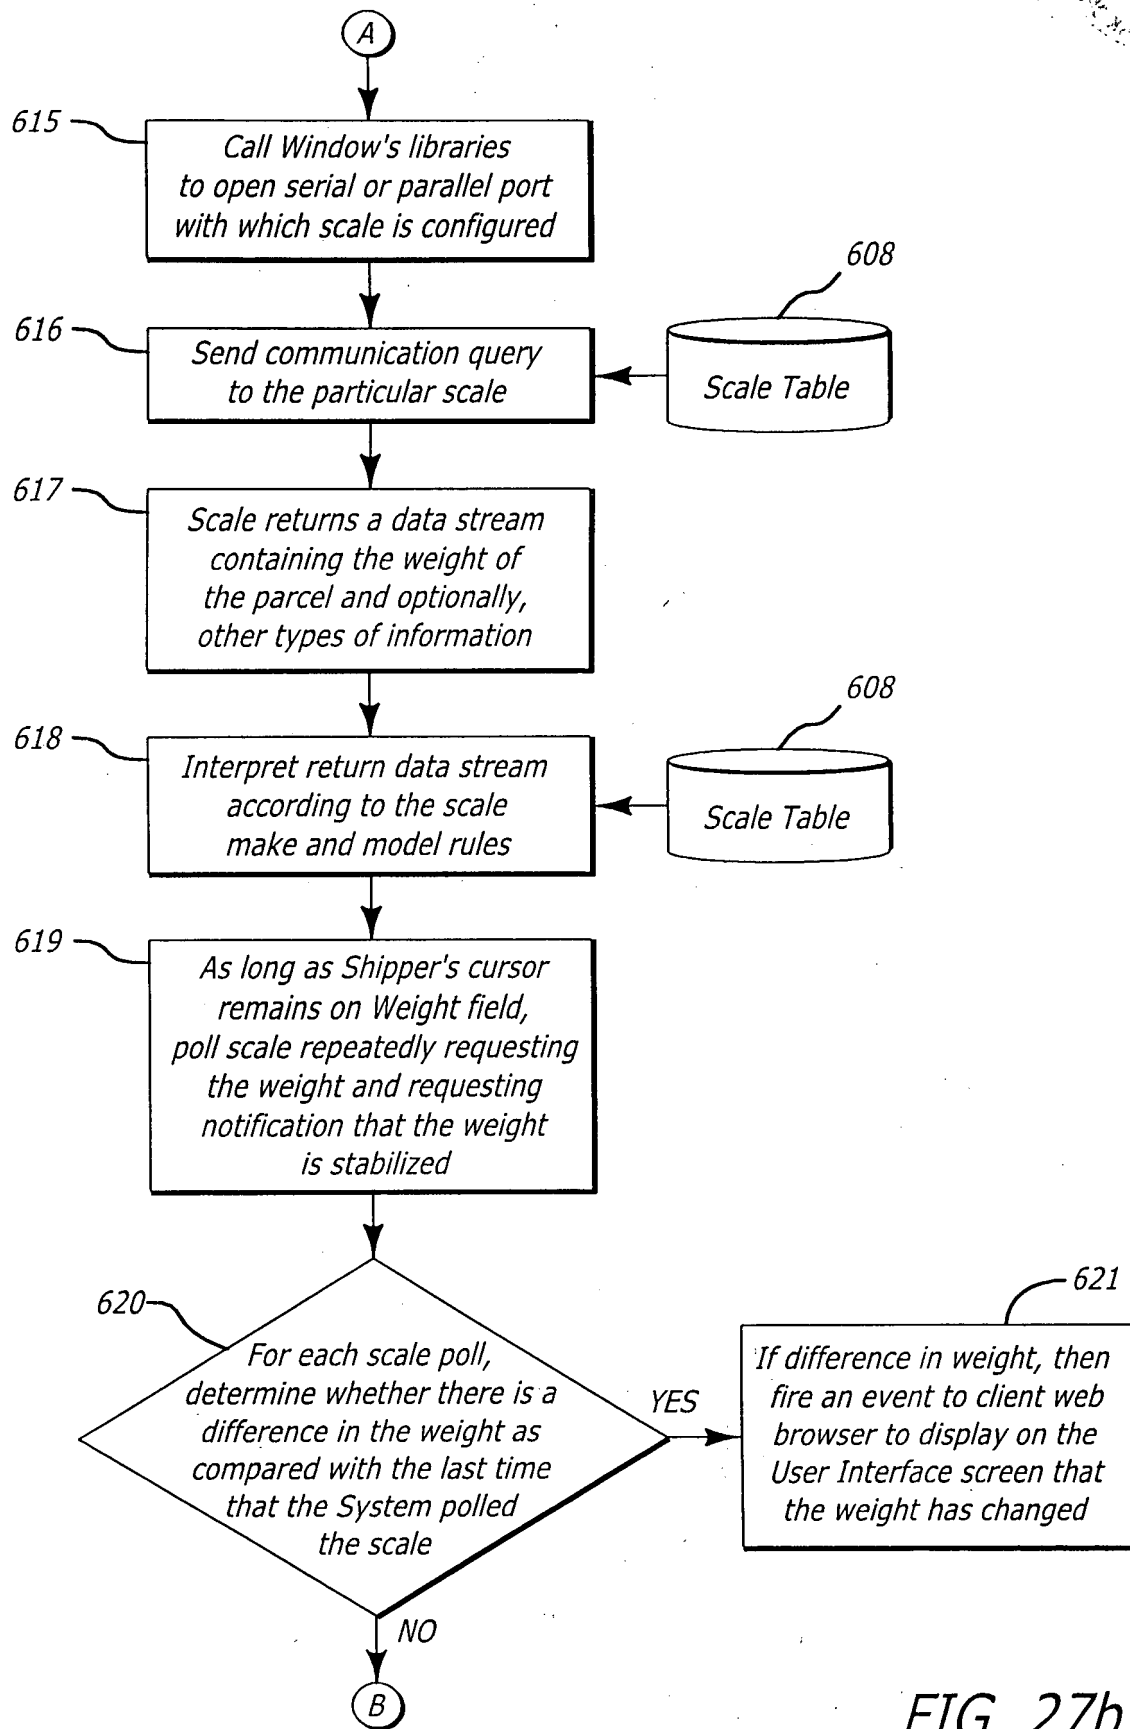 A
615
Call Window's libraries
to open serial or parallel port
with which scale is configured
608
616
Send communication query
to the particular scale
Scale Table
617
Scale returns a data stream
containing the weight of
the parcel and optionally,
other types of information
608
618
Interpret return data stream
according to the scale
make and model rules
Scale Table
619
As long as Shipper's cursor
remains on Weight field,
poll scale repeatedly requesting
the weight and requesting
notification that the weight
is stabilized
620
For each scale poll,
determine whether there is a
difference in the weight as
compared with the last time
that the System polled
the scale
YES
621
If difference in weight, then
fire an event to client web
browser to display on the
User Interface screen that
the weight has changed
NO
B
FIG. 27b